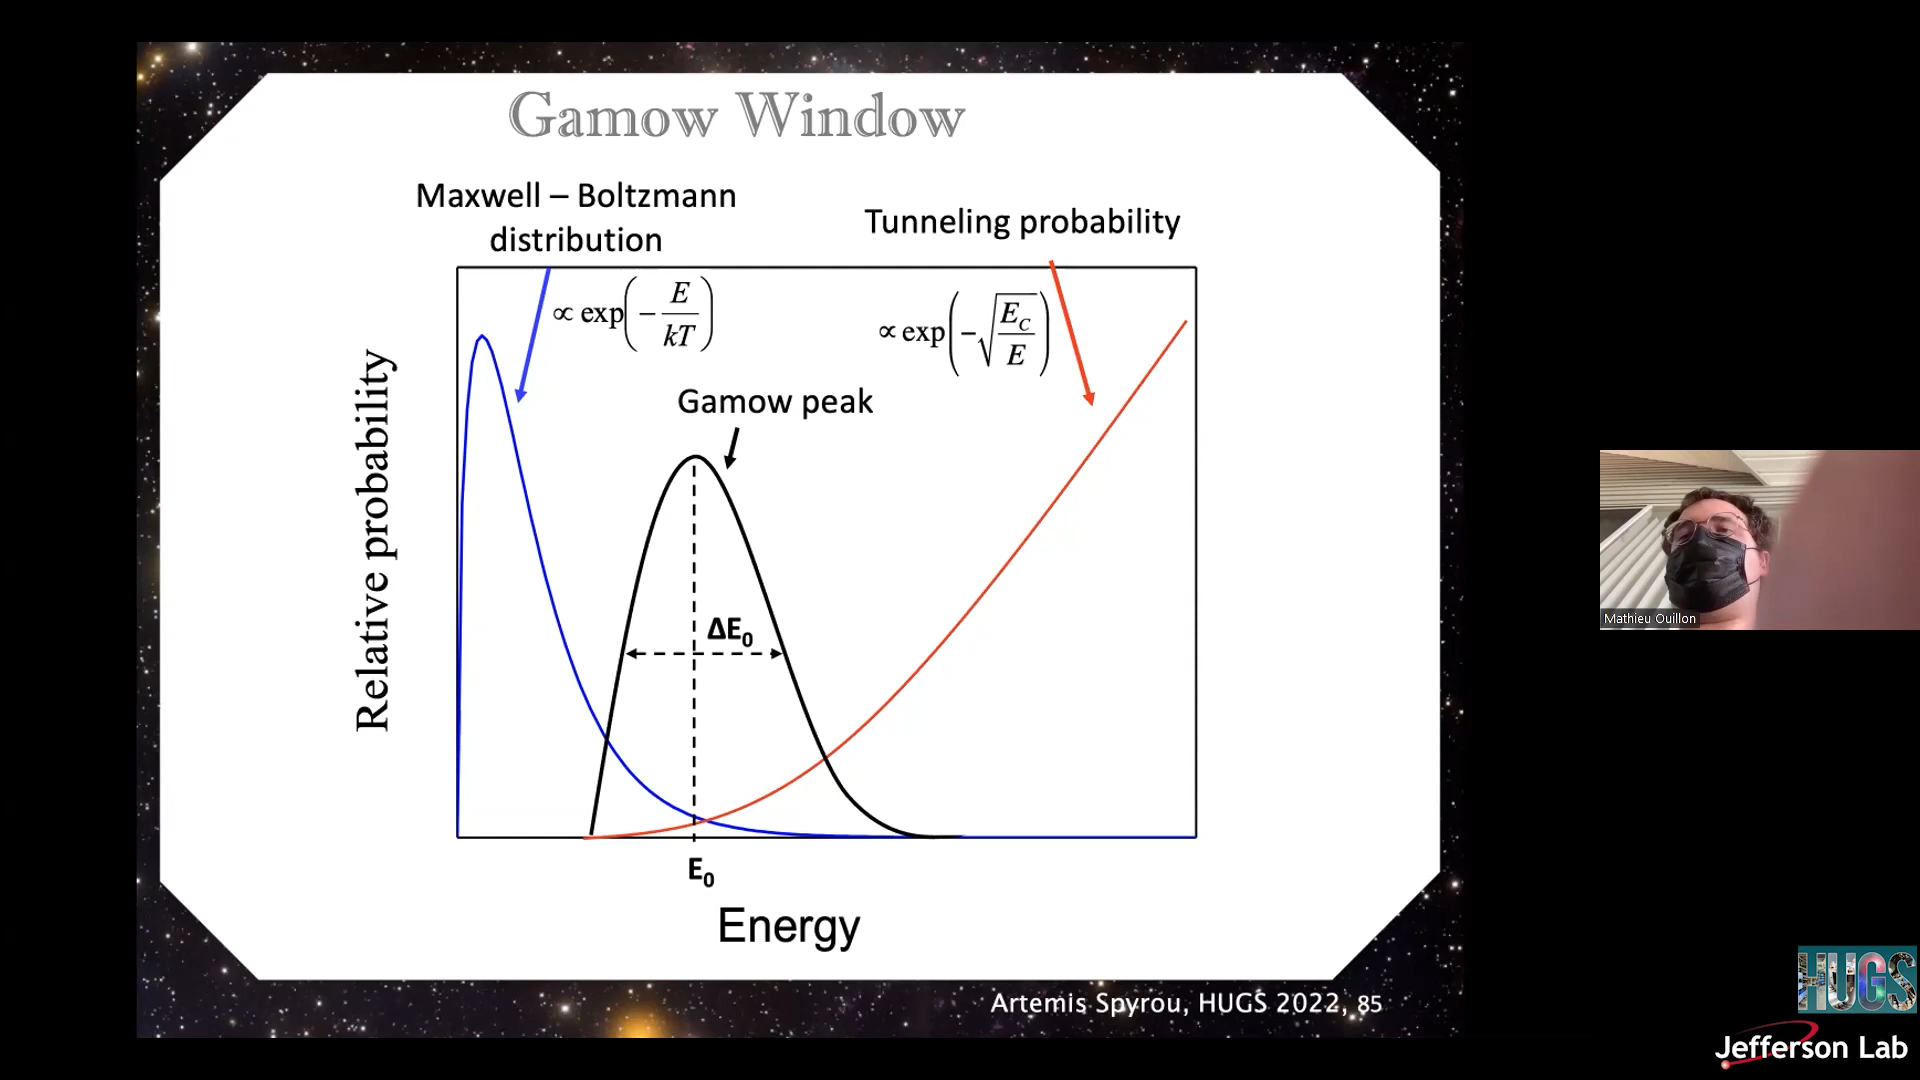 Gamow Window
Maxwell – Boltzmann
distribution
Tunneling probability
∝ exp(− E/kT)
∝ exp(−√(E_C/E))
Gamow peak
Relative probability
ΔE₀
E₀
Energy
Artemis Spyrou, HUGS 2022, 85
Mathieu Ouillon
HUGS
Jefferson Lab